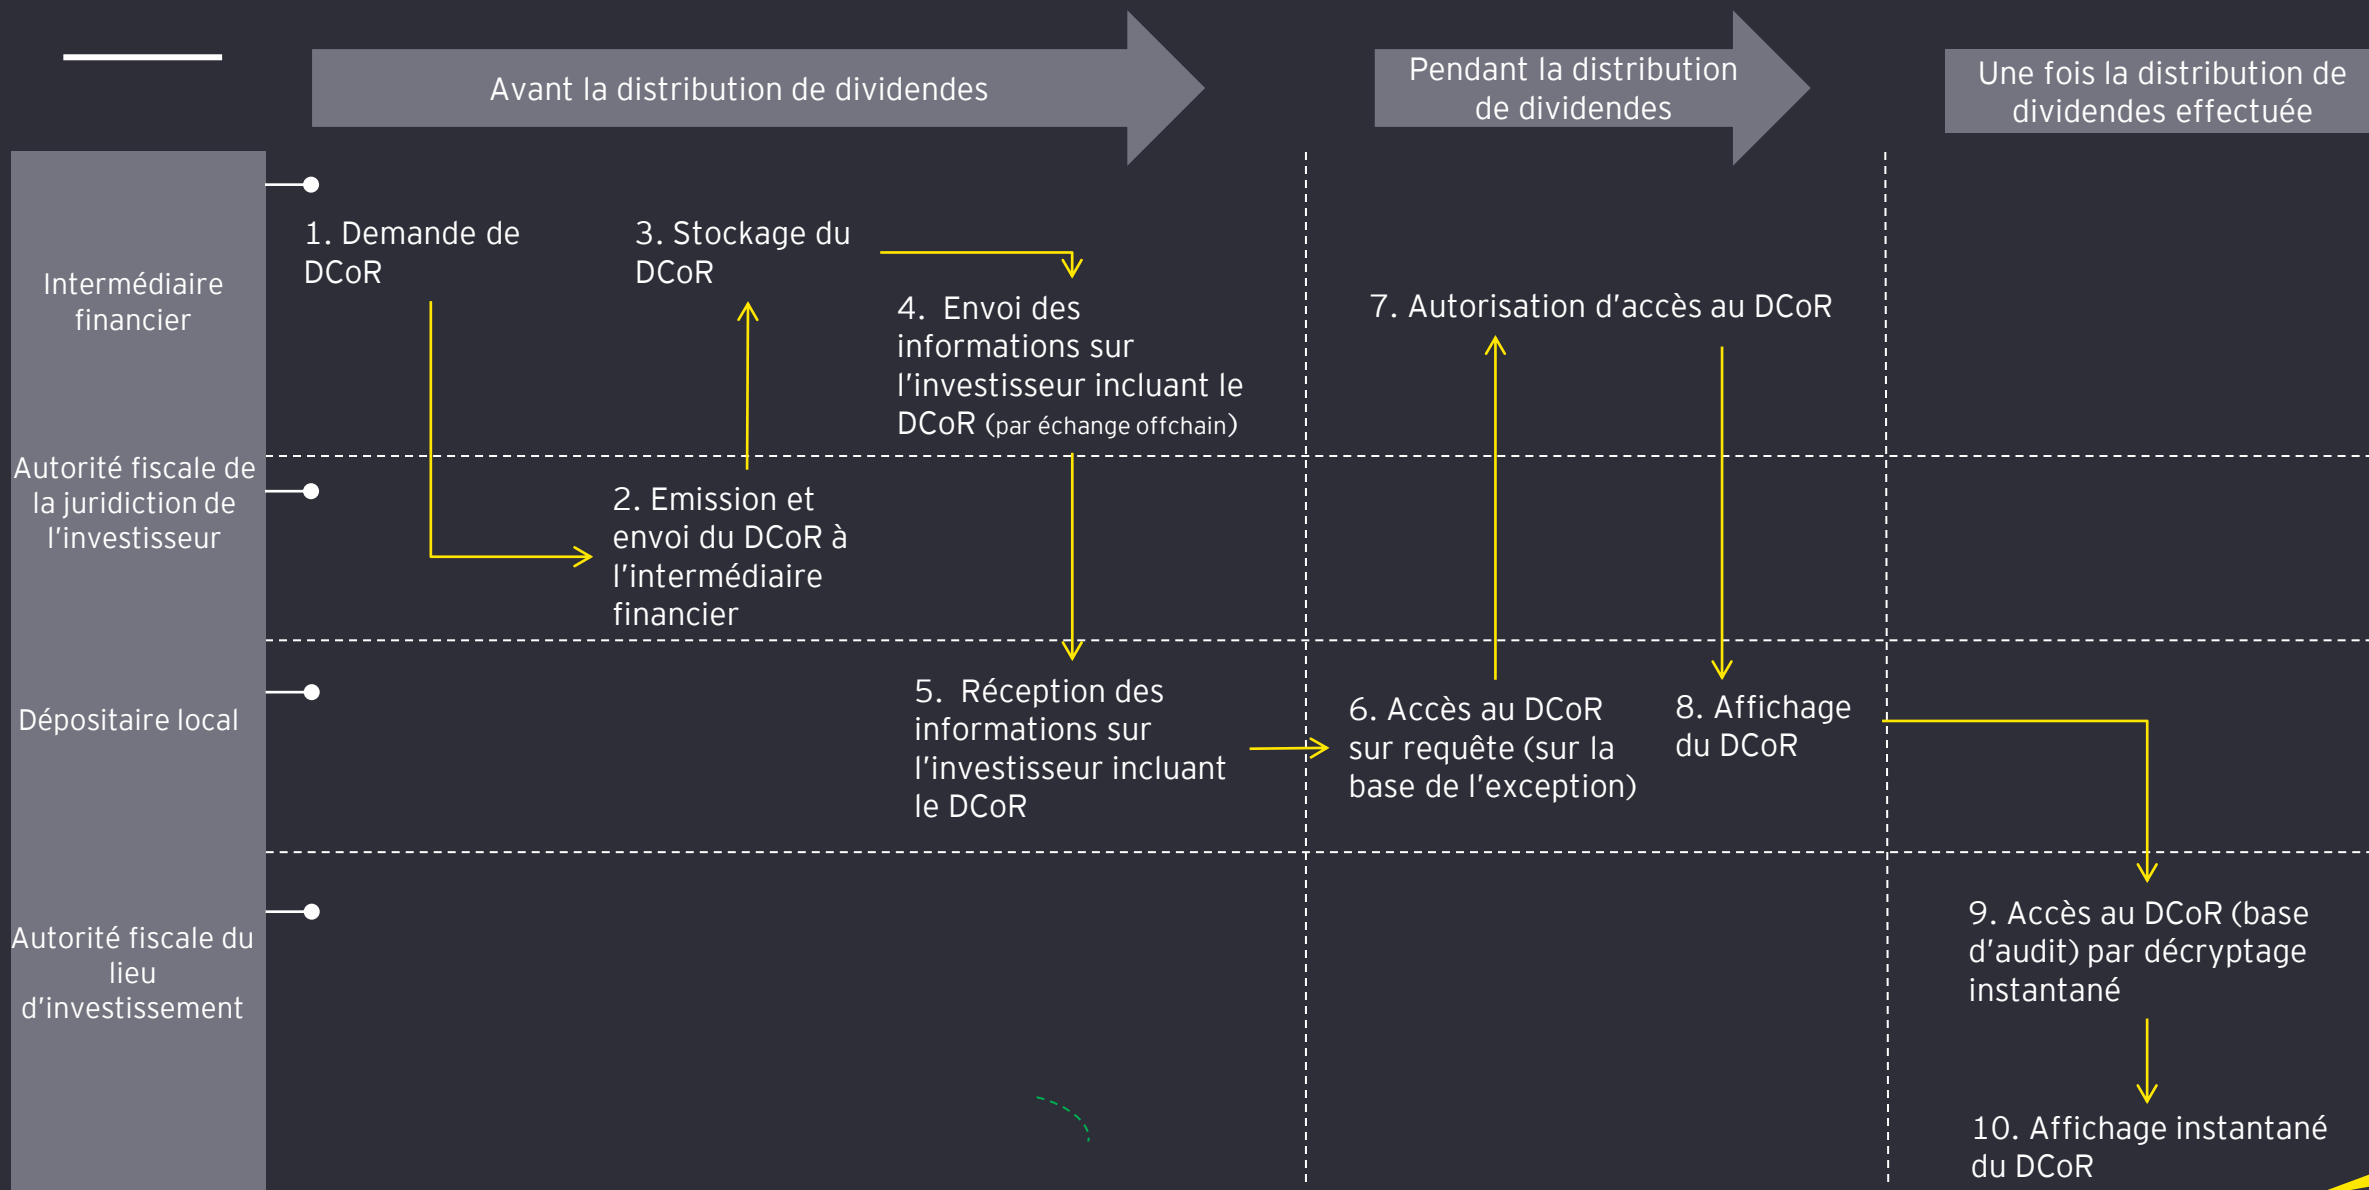 Avant la distribution de dividendes
Pendant la distribution
de dividendes
Une fois la distribution de
dividendes effectuée
Intermédiaire
financier
1. Demande de
DCoR
3. Stockage du
DCoR
4. Envoi des
informations sur
l'investisseur incluant le
DCoR (par échange offchain)
7. Autorisation d'accès au DCoR
Autorité fiscale de
la juridiction de
l'investisseur
2. Emission et
envoi du DCoR à
l'intermédiaire
financier
Dépositaire local
5. Réception des
informations sur
l'investisseur incluant
le DCoR
6. Accès au DCoR
sur requête (sur la
base de l'exception)
8. Affichage
du DCoR
Autorité fiscale du
lieu
d'investissement
9. Accès au DCoR (base
d'audit) par décryptage
instantané
10. Affichage instantané
du DCoR